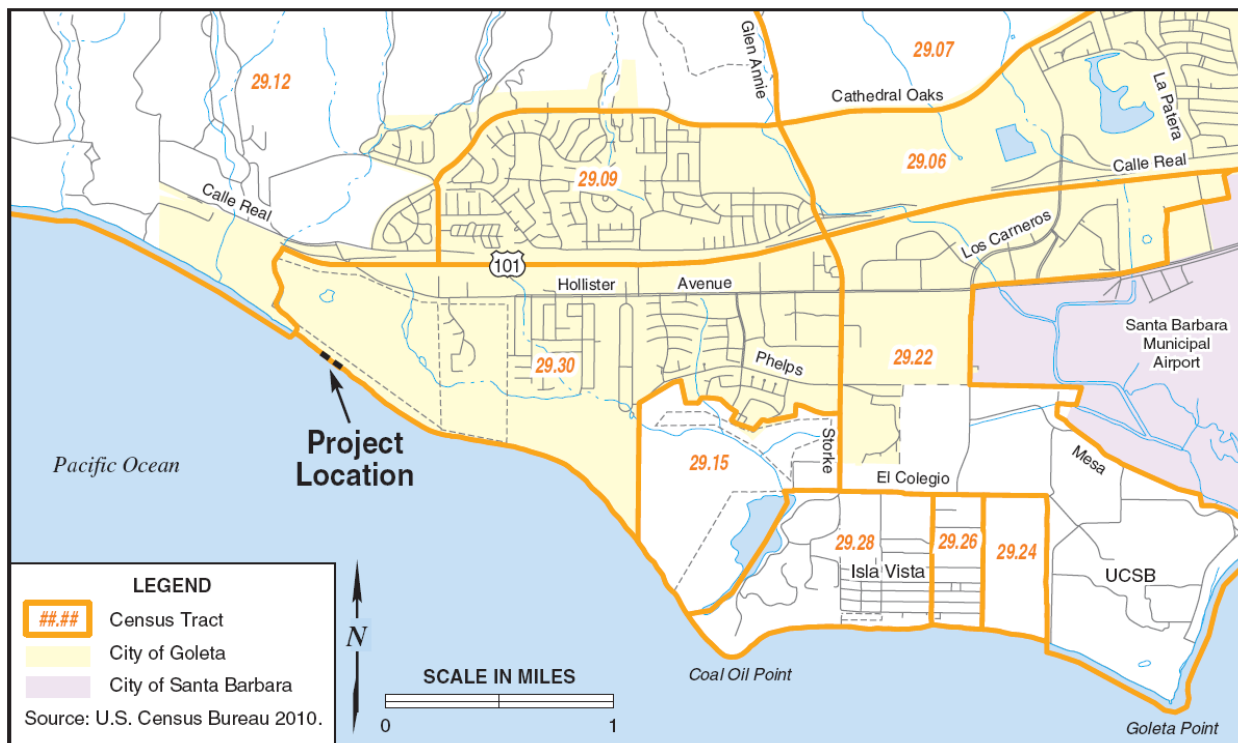 29.12
Glen Annie
29.07
Cathedral Oaks
La Patera
29.09
29.06
Calle Real
Calle Real
Los Carneros
101
Hollister Avenue
Santa Barbara
Municipal
Airport
29.30
Phelps
29.22
Project
Location
Pacific Ocean
29.15
Storke
El Colegio
Mesa
29.28
29.26
29.24
Isla Vista
UCSB
LEGEND
##.## Census Tract
City of Goleta
City of Santa Barbara
Source: U.S. Census Bureau 2010.
N
SCALE IN MILES
0 1
Coal Oil Point
Goleta Point